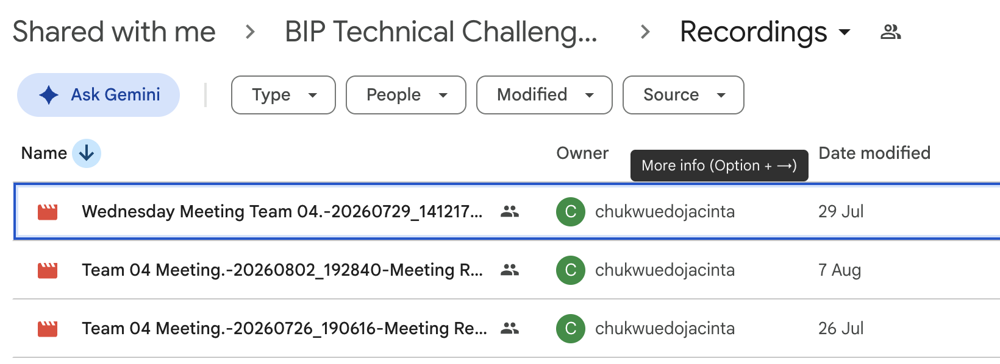 Shared with me > BIP Technical Challeng... > Recordings
Ask Gemini Type People Modified Source
Name Owner More info (Option + →) Date modified
Wednesday Meeting Team 04.-20260729_141217... C chukwuedojacinta 29 Jul
Team 04 Meeting.-20260802_192840-Meeting R... C chukwuedojacinta 7 Aug
Team 04 Meeting.-20260726_190616-Meeting Re... C chukwuedojacinta 26 Jul